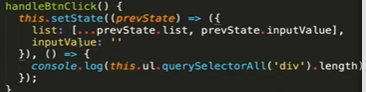 handleBtnClick() {
this.setState((prevState) => ({
list: [...prevState.list, prevState.inputValue],
inputValue: ''
}), () => {
console.log(this.ul.querySelectorAll('div').length)
});
}